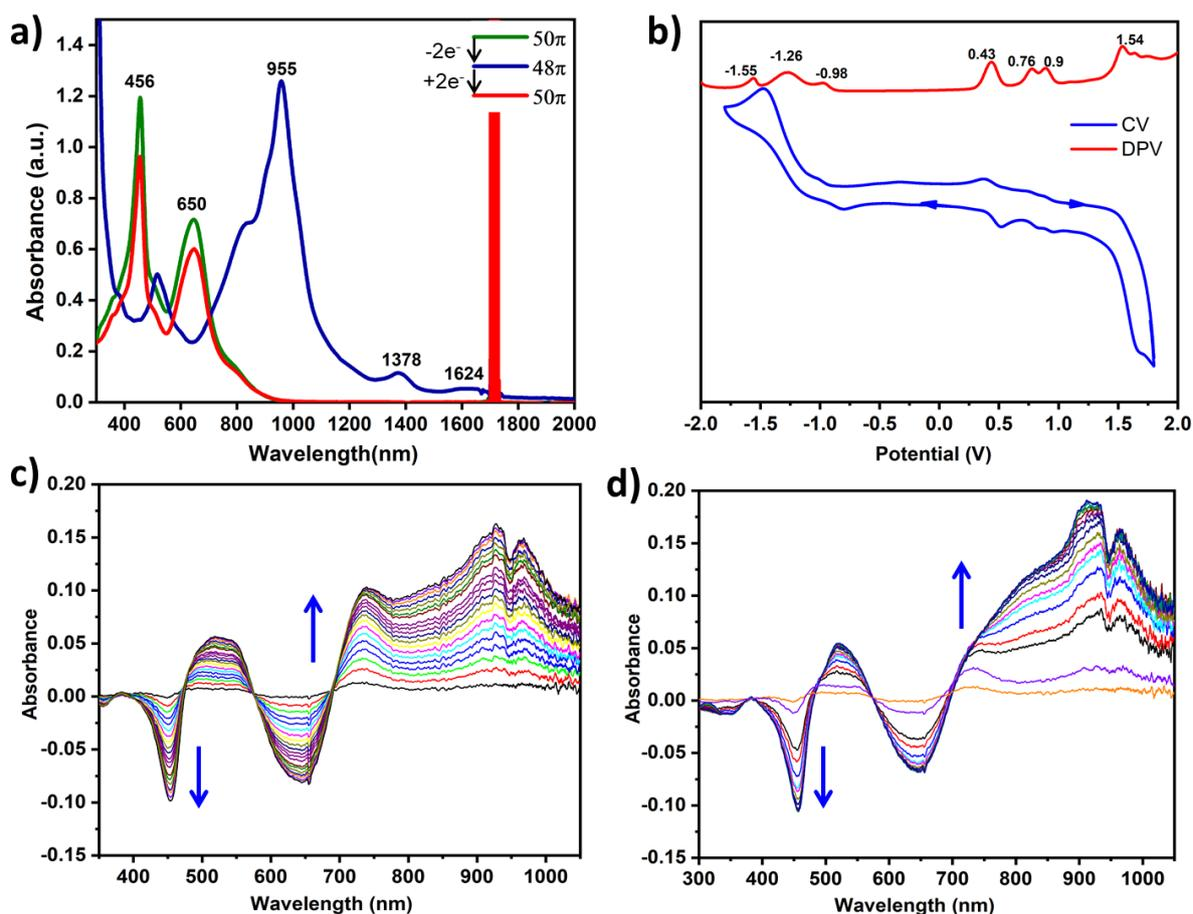 a)
-2e-
+2e-
50π
48π
50π
456
650
955
1378
1624
1.4
1.2
1.0
0.8
0.6
0.4
0.2
0.0
Absorbance (a.u.)
400 600 800 1000 1200 1400 1600 1800 2000
Wavelength(nm)
b)
-1.55
-1.26
-0.98
0.43
0.76
0.9
1.54
CV
DPV
-2.0 -1.5 -1.0 -0.5 0.0 0.5 1.0 1.5 2.0
Potential (V)
c)
0.20
0.15
0.10
0.05
0.00
-0.05
-0.10
-0.15
Absorbance
400 500 600 700 800 900 1000
Wavelength (nm)
d)
0.20
0.15
0.10
0.05
0.00
-0.05
-0.10
-0.15
Absorbance
300 400 500 600 700 800 900 1000
Wavelength (nm)